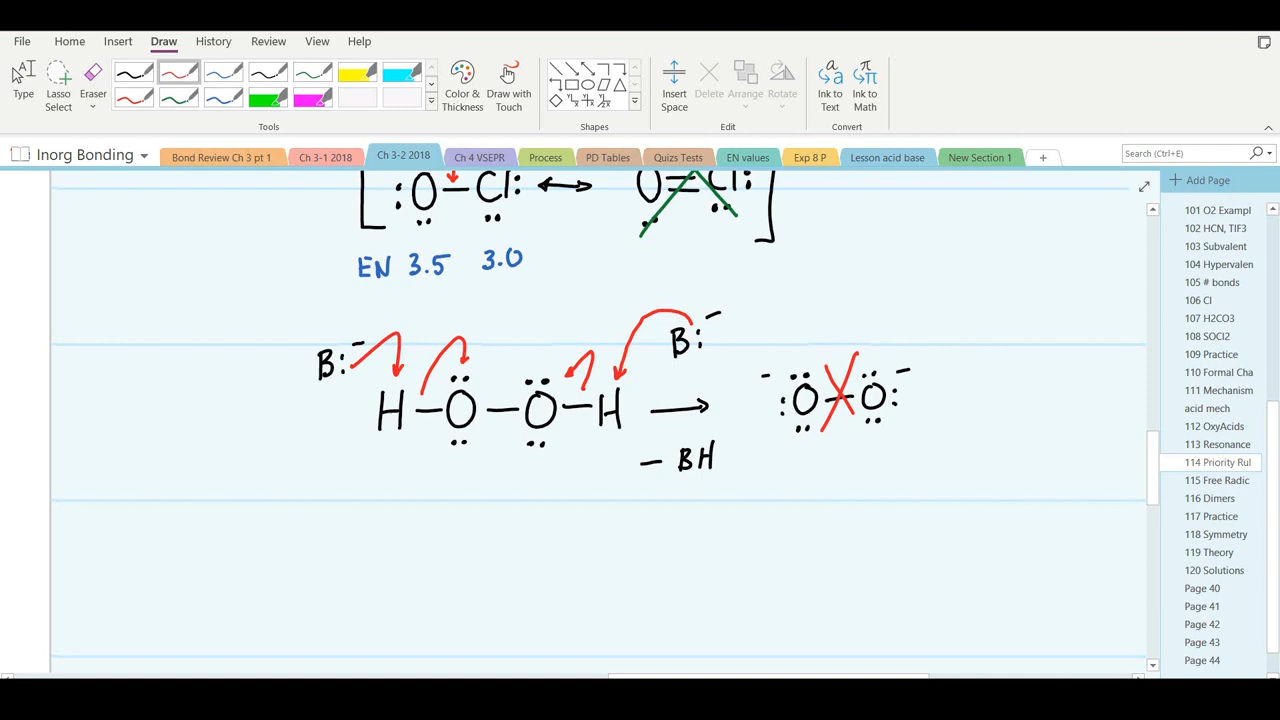 File Home Insert Draw History Review View Help
Type Lasso Select Eraser Color & Thickness Draw with Touch Insert Space Delete Arrange Rotate Ink to Text Ink to Math
Tools Shapes Edit Convert
Inorg Bonding Bond Review Ch 3 pt 1 Ch 3-1 2018 Ch 3-2 2018 Ch 4 VSEPR Process PD Tables Quizs Tests EN values Exp 8 P Lesson acid base New Section 1 + Search (Ctrl+E)
+ Add Page
101 O2 Exampl
102 HCN, TIF3
103 Subvalent
104 Hypervalen
105 # bonds
106 CI
107 H2CO3
108 SOCI2
109 Practice
110 Formal Cha
111 Mechanism
acid mech
112 OxyAcids
113 Resonance
114 Priority Rul
115 Free Radic
116 Dimers
117 Practice
118 Symmetry
119 Theory
120 Solutions
Page 40
Page 41
Page 42
Page 43
Page 44
[:O – Cl: ↔ O = Cl:]
EN 3.5 3.0
B:⁻ B:⁻
H – O – O – H → ⁻:O – O:⁻
– BH